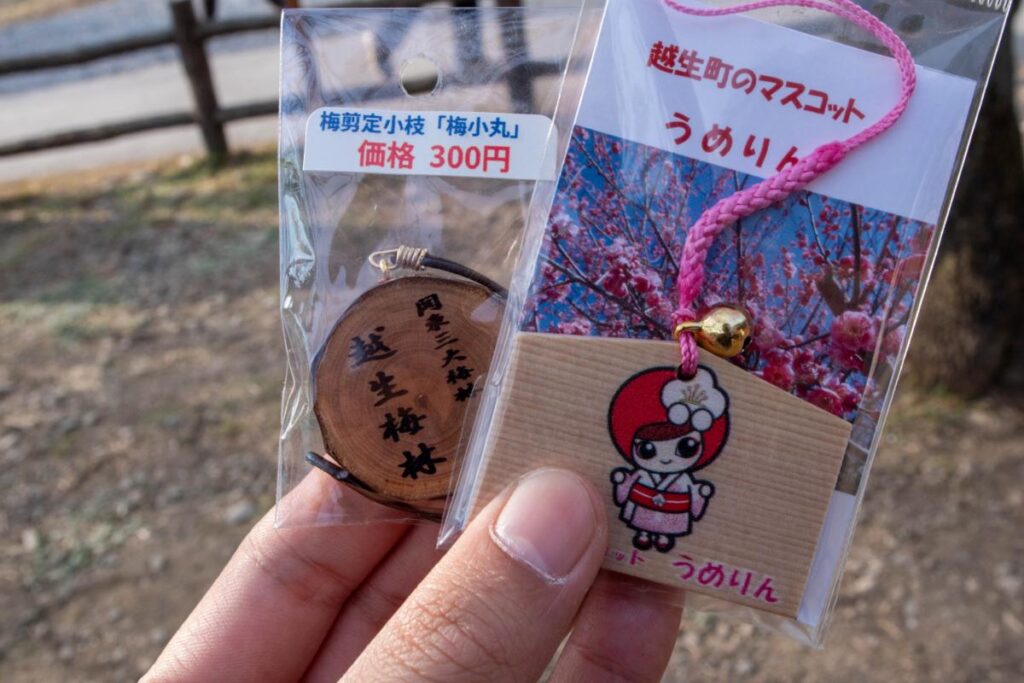 梅剪定小枝「梅小丸」
価格 300円
関東三大梅林
越生梅林
越生町のマスコット
うめりん
ット うめりん